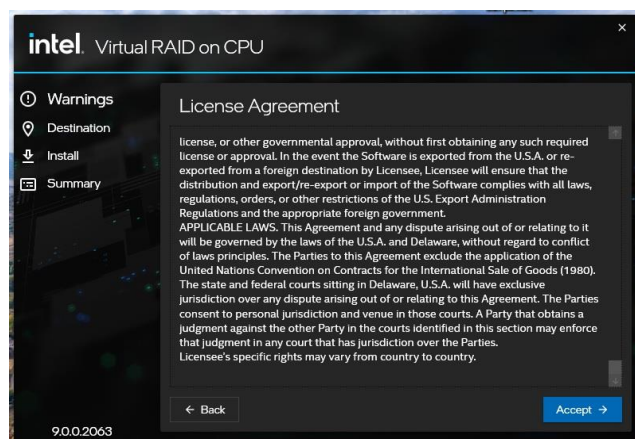 intel. Virtual RAID on CPU
Warnings
Destination
Install
Summary
License Agreement
license, or other governmental approval, without first obtaining any such required
license or approval. In the event the Software is exported from the U.S.A. or re-
exported from a foreign destination by Licensee, Licensee will ensure that the
distribution and export/re-export or import of the Software complies with all laws,
regulations, orders, or other restrictions of the U.S. Export Administration
Regulations and the appropriate foreign government.
APPLICABLE LAWS. This Agreement and any dispute arising out of or relating to it
will be governed by the laws of the U.S.A. and Delaware, without regard to conflict
of laws principles. The Parties to this Agreement exclude the application of the
United Nations Convention on Contracts for the International Sale of Goods (1980).
The state and federal courts sitting in Delaware, U.S.A. will have exclusive
jurisdiction over any dispute arising out of or relating to this Agreement. The Parties
consent to personal jurisdiction and venue in those courts. A Party that obtains a
judgment against the other Party in the courts identified in this section may enforce
that judgment in any court that has jurisdiction over the Parties.
Licensee's specific rights may vary from country to country.
Back
Accept
9.0.0.2063